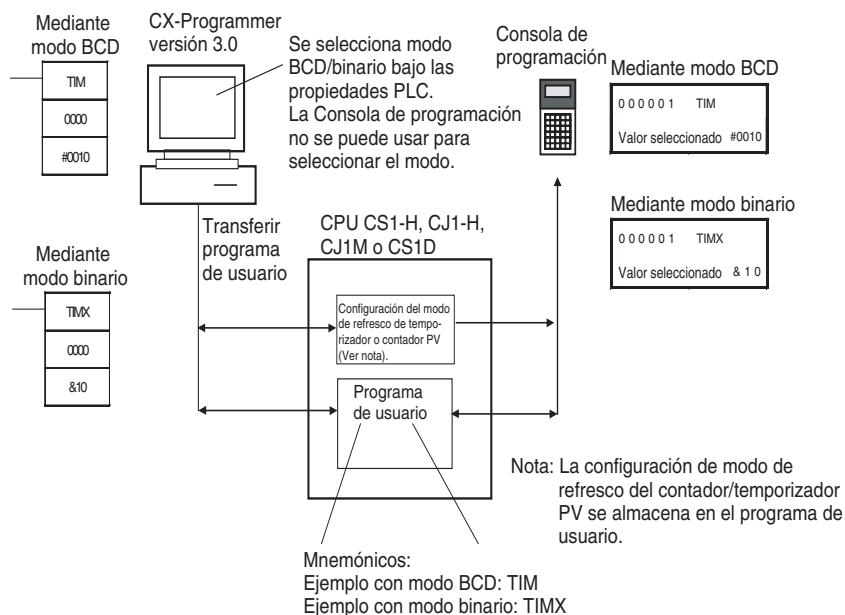 Mediante
modo BCD
TIM
0000
#0010
CX-Programmer
versión 3.0
Se selecciona modo
BCD/binario bajo las
propiedades PLC.
La Consola de programación
no se puede usar para
seleccionar el modo.
Consola de
programación
Mediante modo BCD
000001 TIM
Valor seleccionado #0010
Mediante modo binario
000001 TIMX
Valor seleccionado &10
Mediante
modo binario
TIMX
0000
&10
Transferir
programa
de usuario
CPU CS1-H, CJ1-H,
CJ1M o CS1D
Configuración del modo
de refresco de tempo-
rizador o contador PV
(Ver nota).
Programa
de usuario
Nota: La configuración de modo de
refresco del contador/temporizador
PV se almacena en el programa de
usuario.
Mnemónicos:
Ejemplo con modo BCD: TIM
Ejemplo con modo binario: TIMX